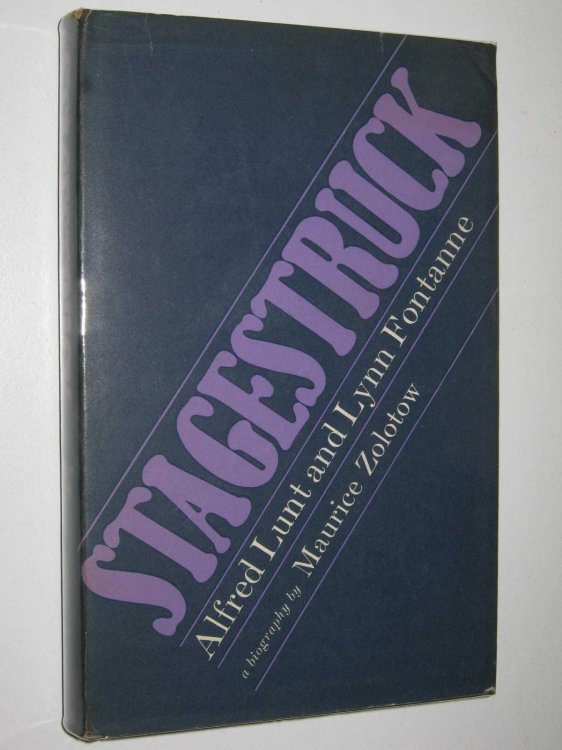 STAGESTRUCK
Alfred Lunt and Lynn Fontanne
a biography by Maurice Zolotow